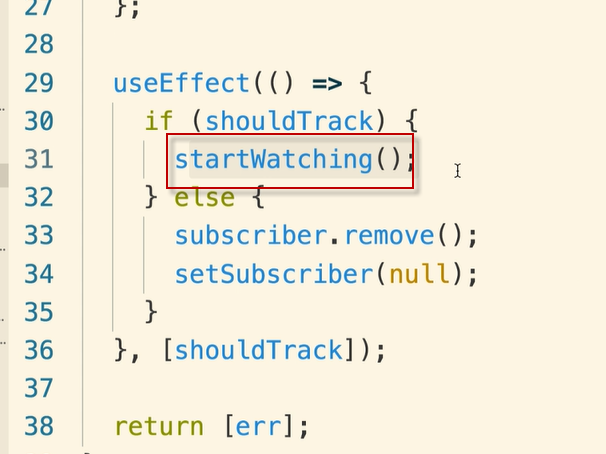 27 };
28
29 useEffect(() => {
30 if (shouldTrack) {
31 startWatching();
32 } else {
33 subscriber.remove();
34 setSubscriber(null);
35 }
36 }, [shouldTrack]);
37
38 return [err];